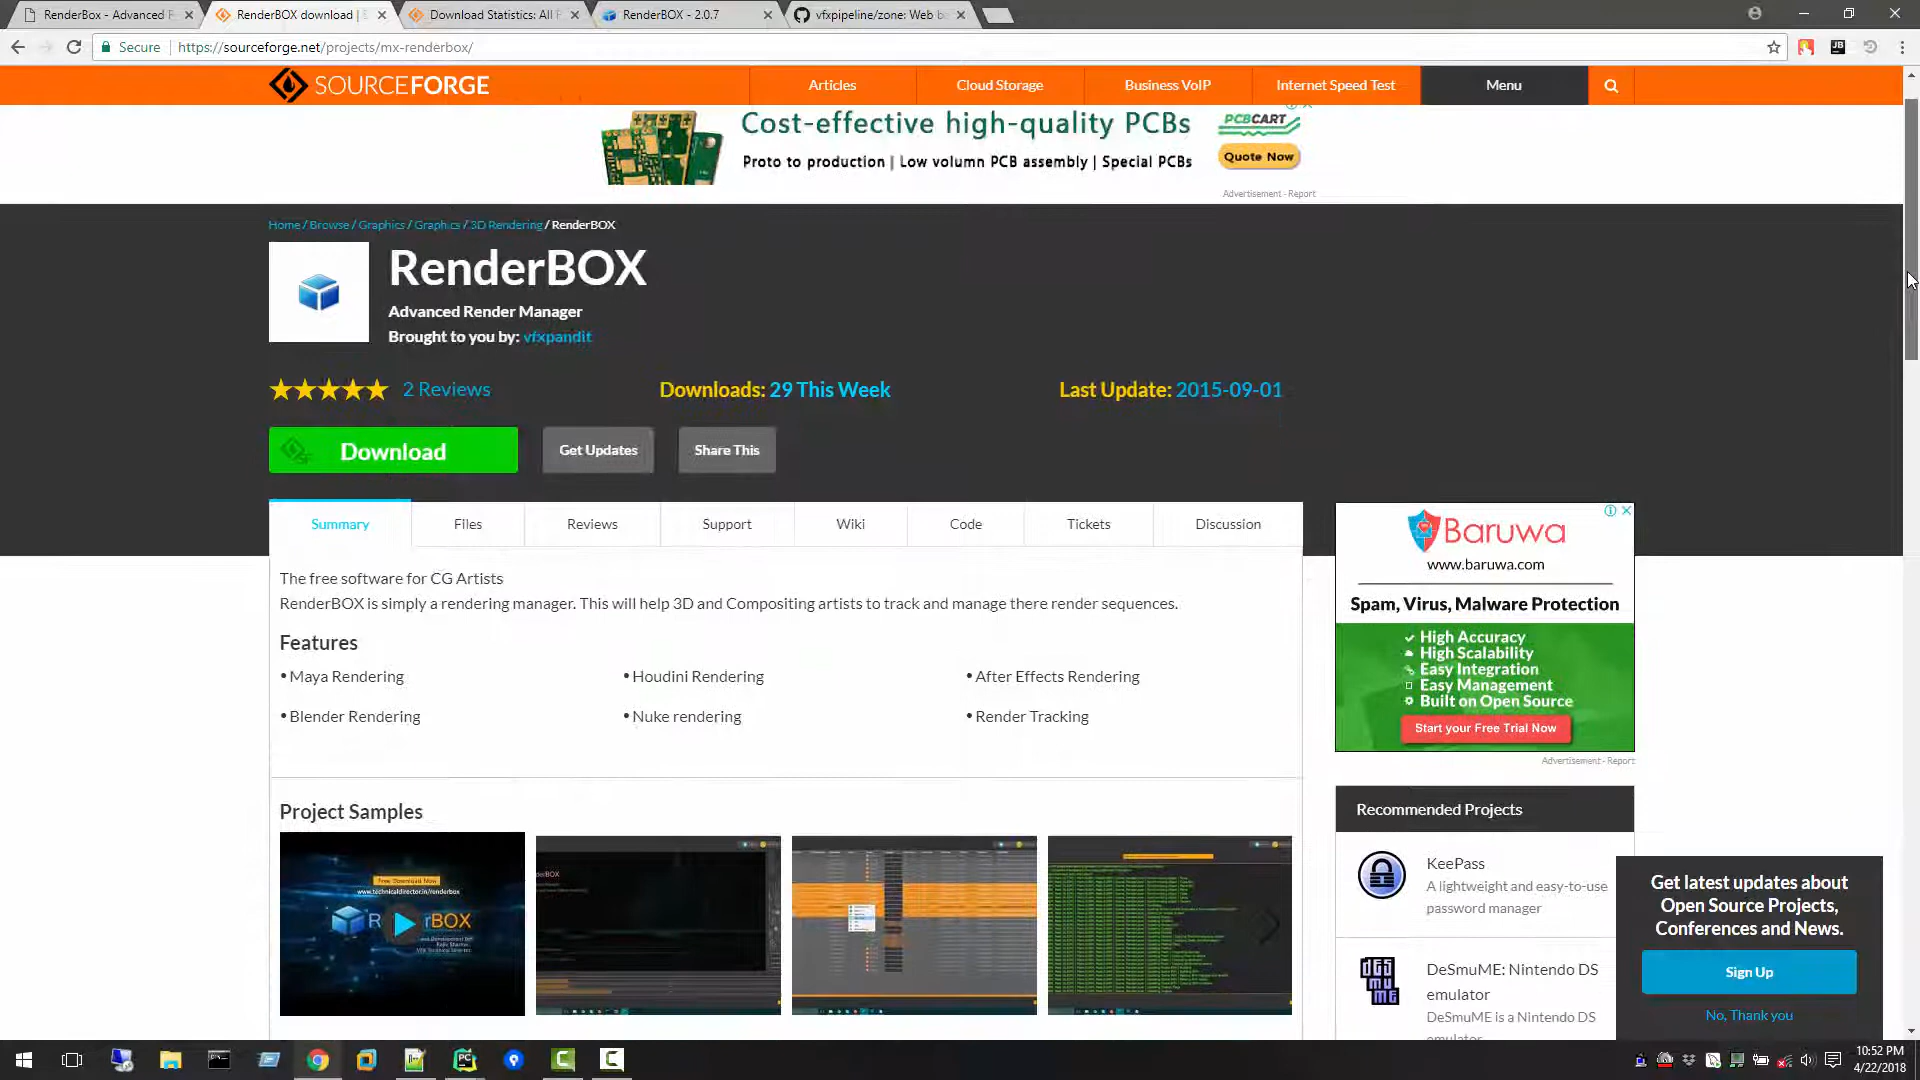 RenderBox - Advanced R
RenderBOX download | S
Download Statistics: All F
RenderBOX - 2.0.7
vfxpipeline/zone: Web ba
Secure
https://sourceforge.net/projects/mx-renderbox/
SOURCEFORGE
Articles
Cloud Storage
Business VoIP
Internet Speed Test
Menu
Cost-effective high-quality PCBs
PCBCART
Proto to production | Low volumn PCB assembly | Special PCBs
Quote Now
Advertisement - Report
Home / Browse / Graphics / Graphics / 3D Rendering / RenderBOX
RenderBOX
Advanced Render Manager
Brought to you by: vfxpandit
2 Reviews
Downloads: 29 This Week
Last Update: 2015-09-01
Download
Get Updates
Share This
Summary
Files
Reviews
Support
Wiki
Code
Tickets
Discussion
The free software for CG Artists
RenderBOX is simply a rendering manager. This will help 3D and Compositing artists to track and manage there render sequences.
Features
• Maya Rendering
• Houdini Rendering
• After Effects Rendering
• Blender Rendering
• Nuke rendering
• Render Tracking
Project Samples
Free Download Now
www.technicaldirector.in/renderbox
Baruwa
www.baruwa.com
Spam, Virus, Malware Protection
High Accuracy
High Scalability
Easy Integration
Easy Management
Built on Open Source
Start your Free Trial Now
Advertisement - Report
Recommended Projects
KeePass
A lightweight and easy-to-use
password manager
DeSmuME: Nintendo DS
emulator
DeSmuME is a Nintendo DS
emulator
Get latest updates about
Open Source Projects,
Conferences and News.
Sign Up
No, Thank you
10:52 PM
4/22/2018